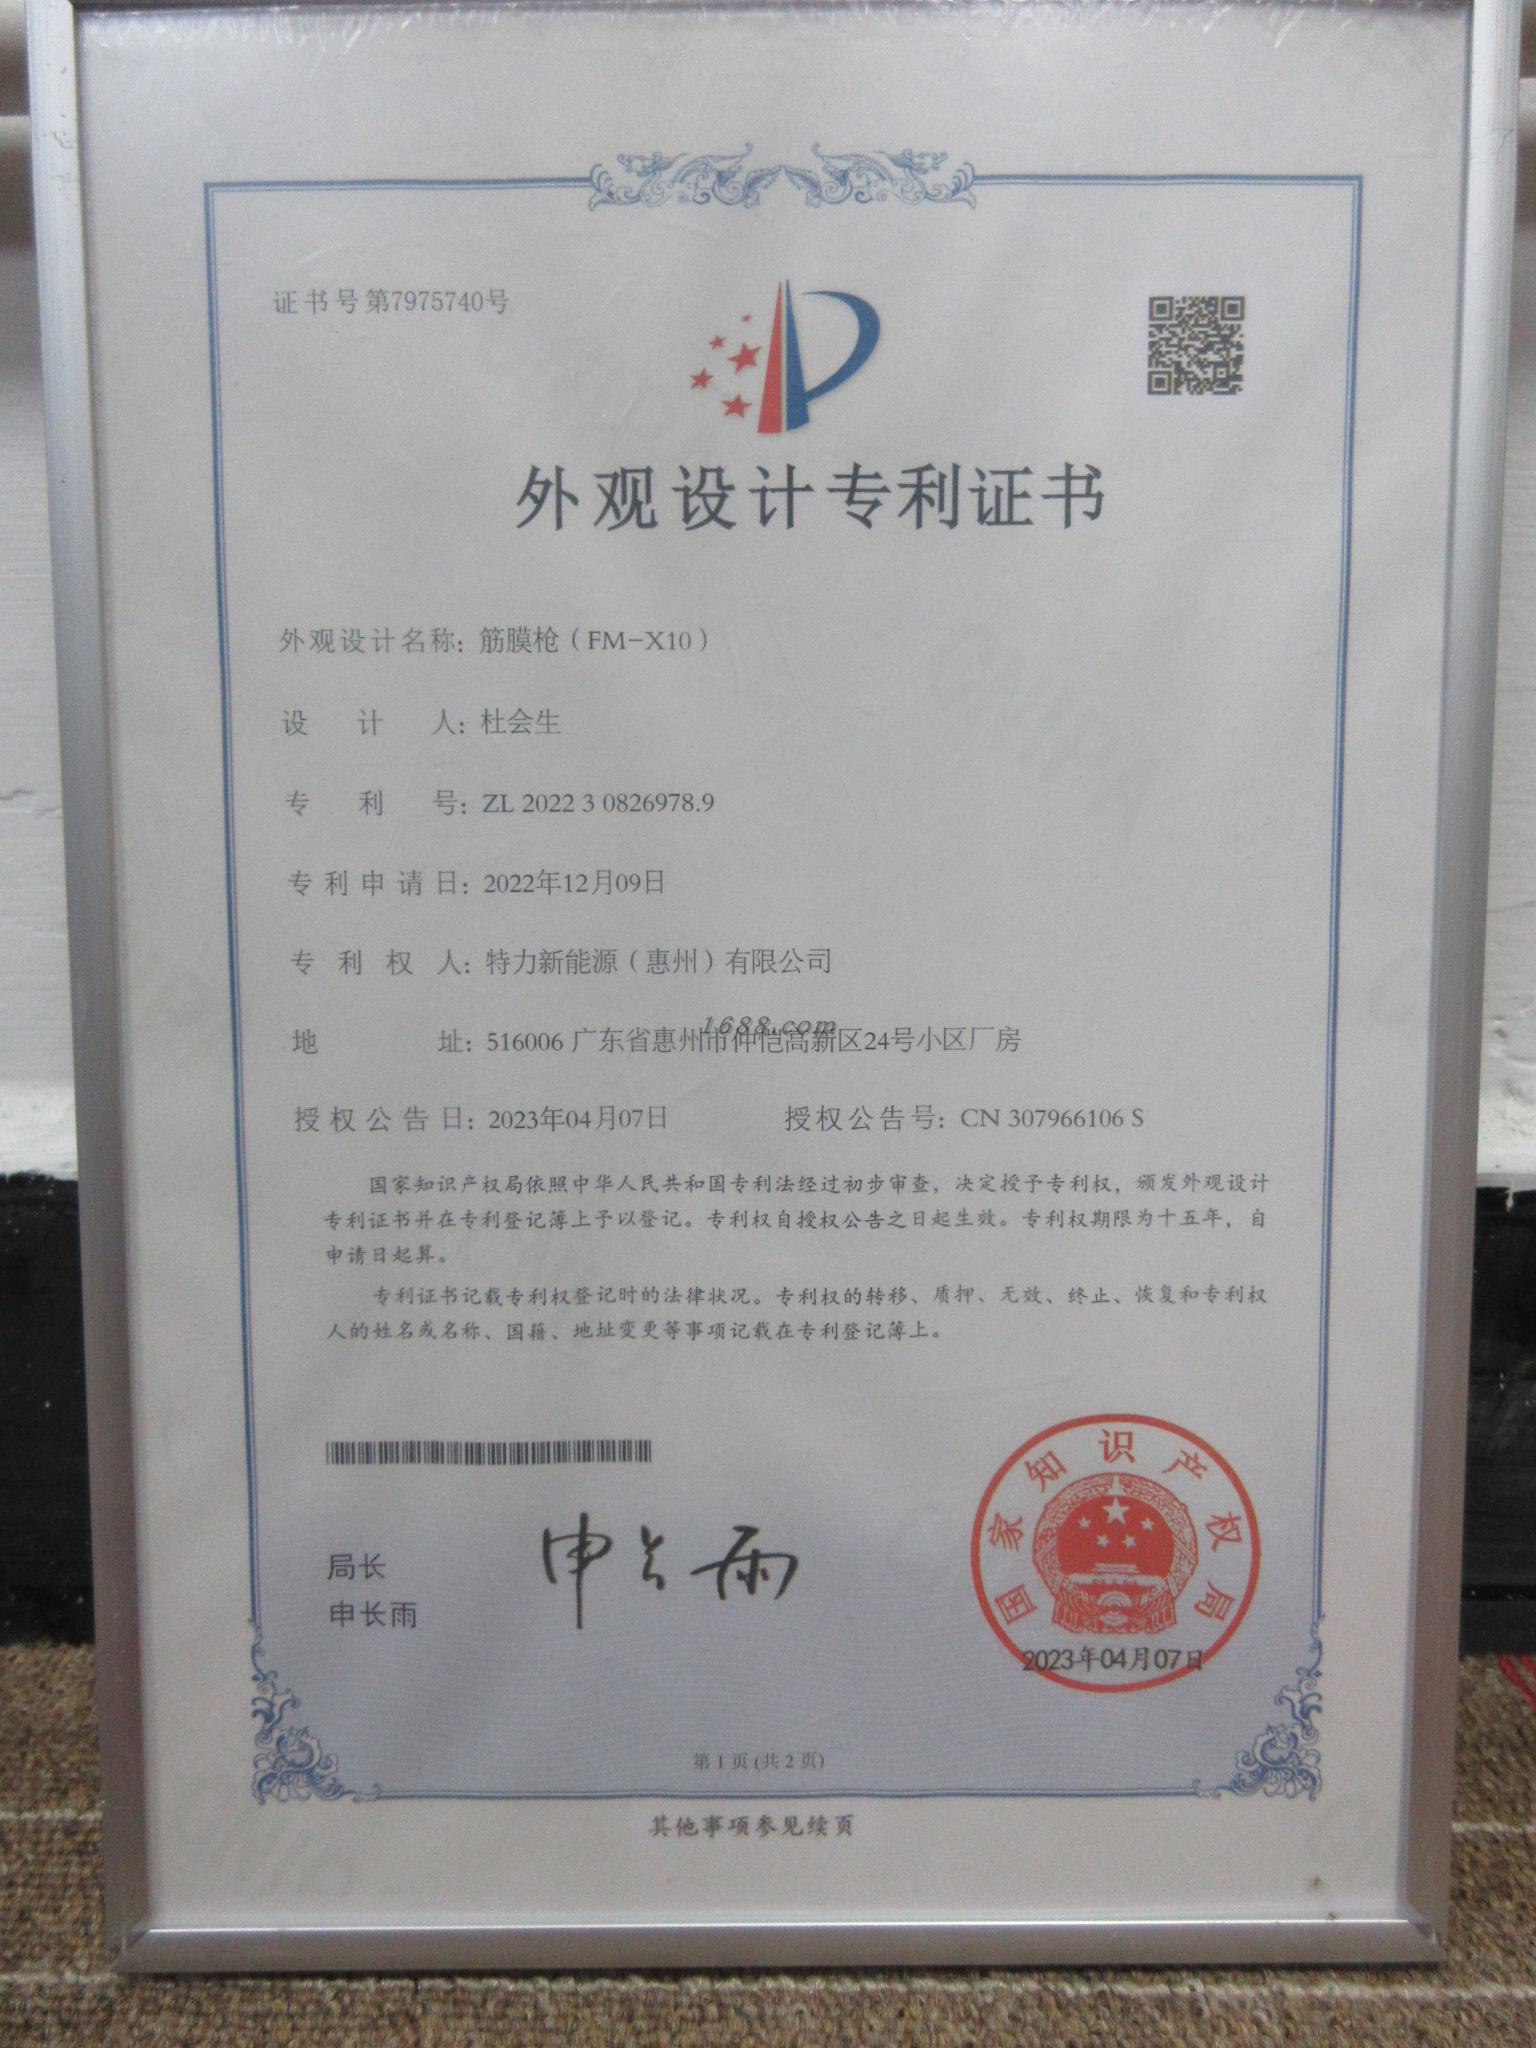 证书号第7975740号
外观设计专利证书
外观设计名称：筋膜枪（FM-X10）
设计人：杜会生
专利号：ZL 2022 3 0826978.9
专利申请日：2022年12月09日
专利权人：特力新能源（惠州）有限公司
1688.com
地址：516006 广东省惠州市仲恺高新区24号小区厂房
授权公告日：2023年04月07日 授权公告号：CN 307966106 S
国家知识产权局依照中华人民共和国专利法经过初步审查，决定授予专利权，颁发外观设计
专利证书并在专利登记簿上予以登记。专利权自授权公告之日起生效。专利权期限为十五年，自
申请日起算。
专利证书记载专利权登记时的法律状况。专利权的转移、质押、无效、终止、恢复和专利权
人的姓名或名称、国籍、地址变更等事项记载在专利登记簿上。
局长
申长雨
申长雨
国家知识产权局
2023年04月07日
第 1 页 (共 2 页)
其他事项参见续页